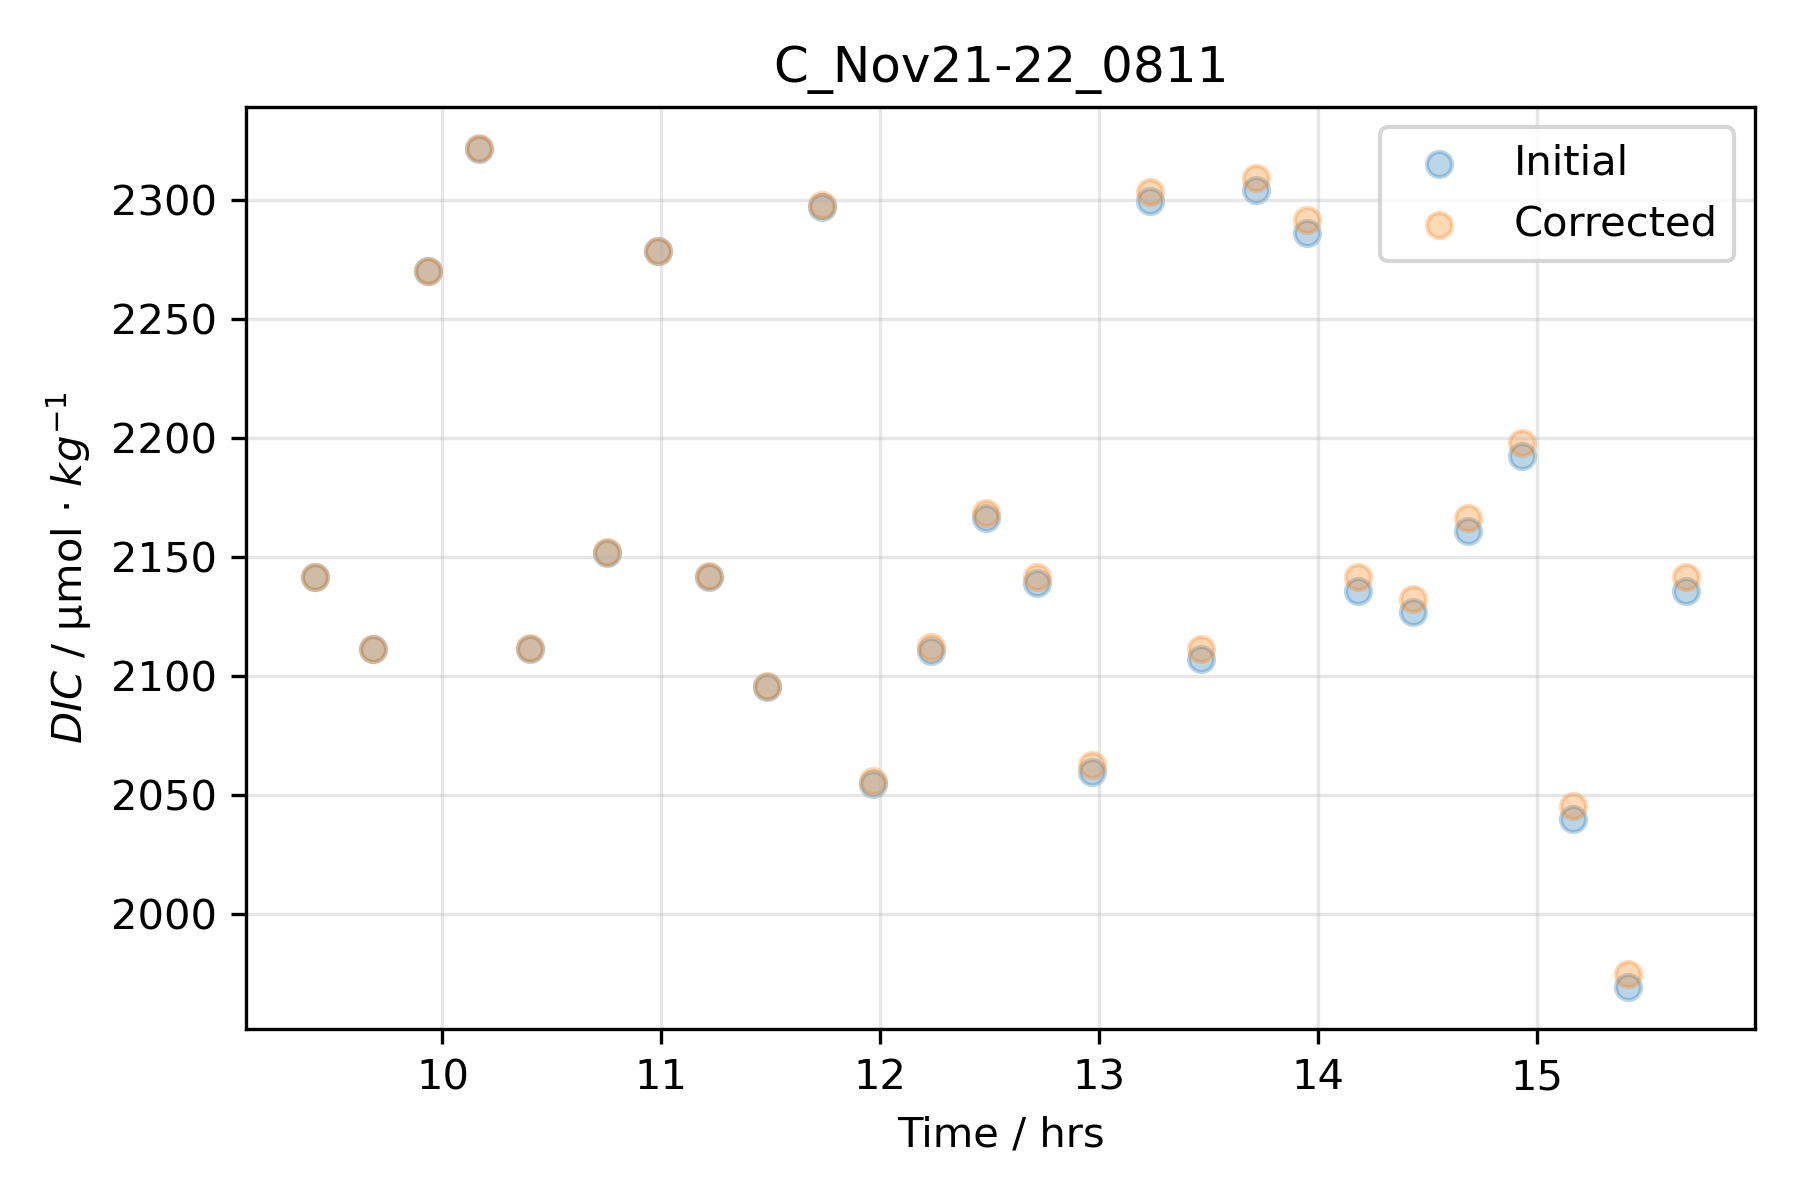 C_Nov21-22_0811
Initial
Corrected
2300
2250
2200
2150
2100
2050
2000
DIC / μmol · kg⁻¹
10 11 12 13 14 15
Time / hrs